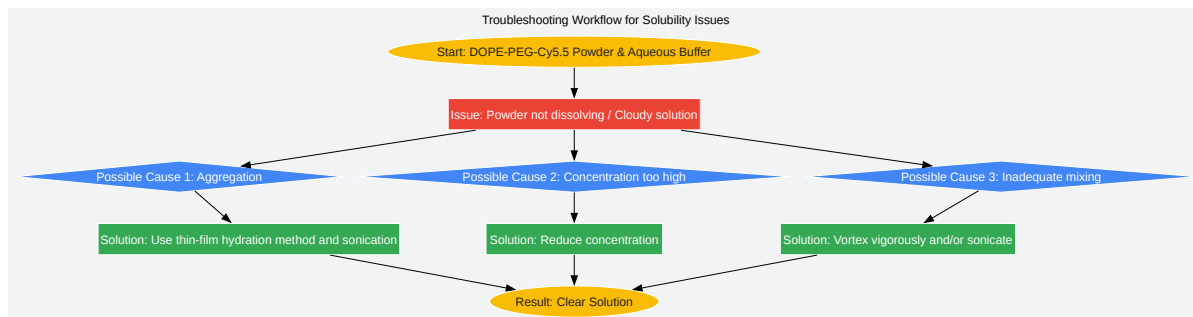 Troubleshooting Workflow for Solubility Issues
Start: DOPE-PEG-Cy5.5 Powder & Aqueous Buffer
Issue: Powder not dissolving / Cloudy solution
Possible Cause 1: Aggregation
Possible Cause 2: Concentration too high
Possible Cause 3: Inadequate mixing
Solution: Use thin-film hydration method and sonication
Solution: Reduce concentration
Solution: Vortex vigorously and/or sonicate
Result: Clear Solution